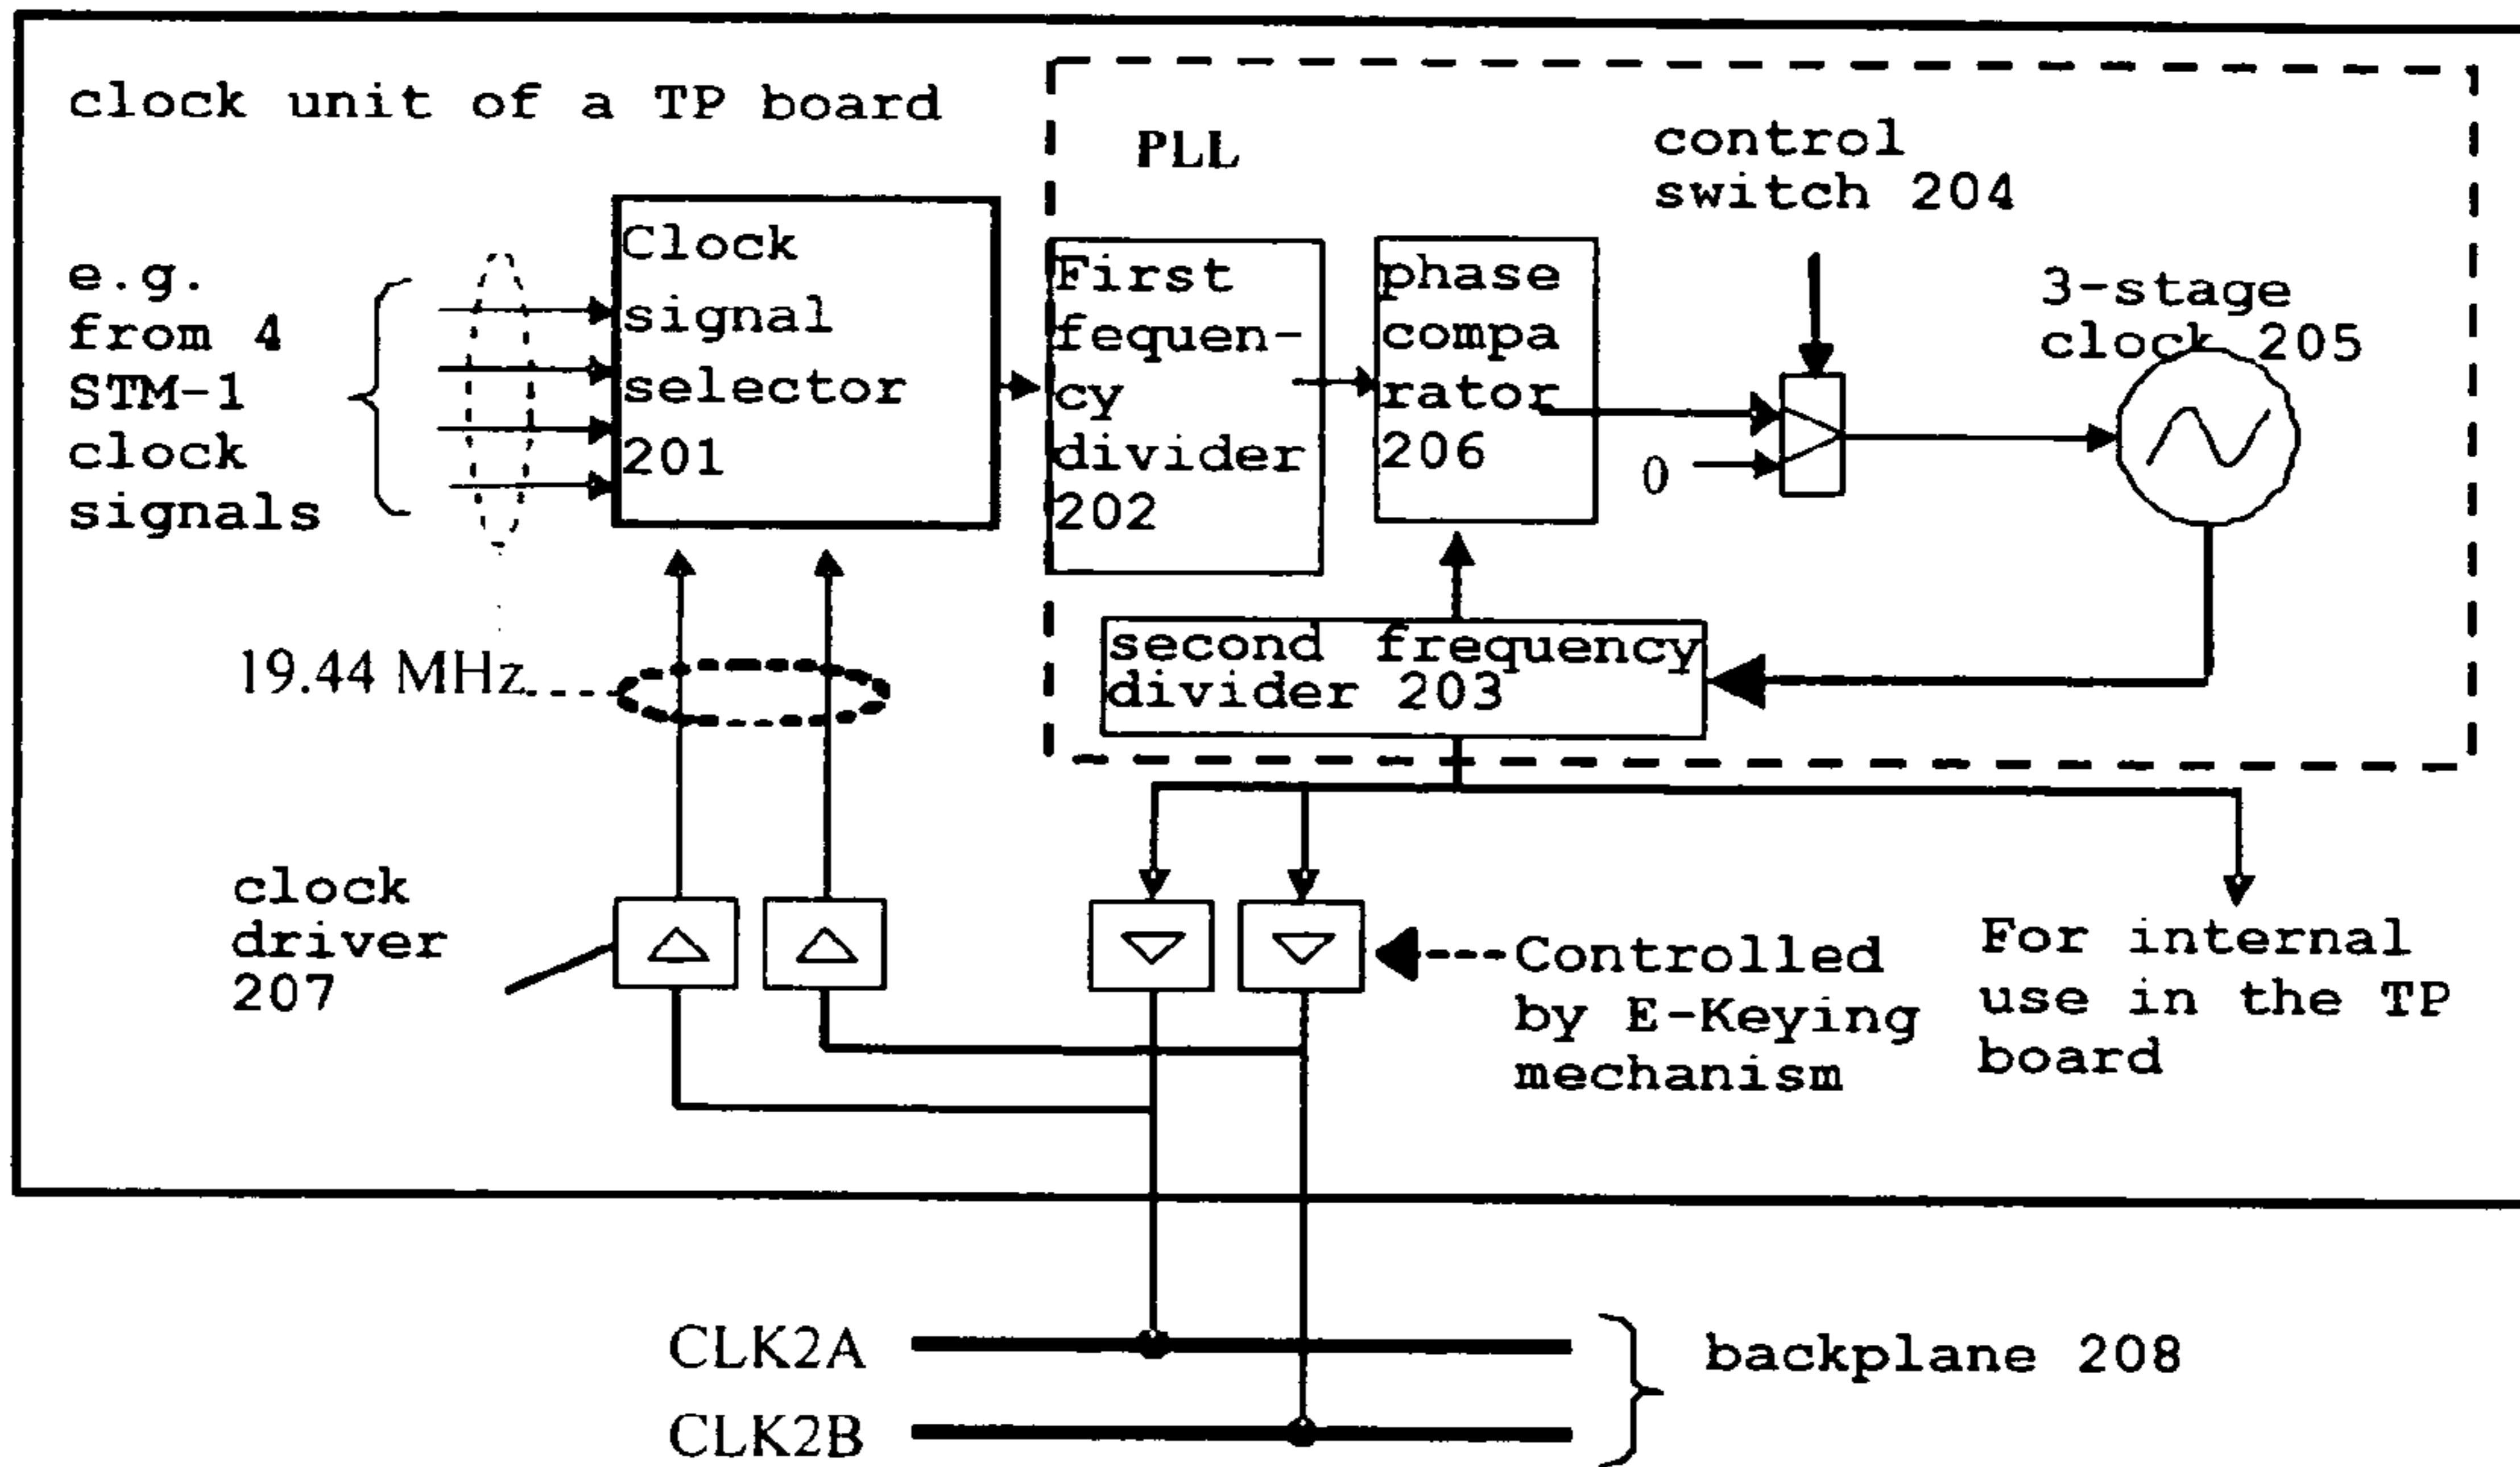 clock unit of a TP board
PLL
control
switch 204
e.g.
from 4
STM-1
clock
signals
Clock
signal
selector
201
First
fequen-
cy
divider
202
phase
compa
rator
206
0
3-stage
clock 205
19.44 MHz
second frequency
divider 203
clock
driver
207
Controlled
by E-Keying
mechanism
For internal
use in the TP
board
CLK2A
CLK2B
backplane 208